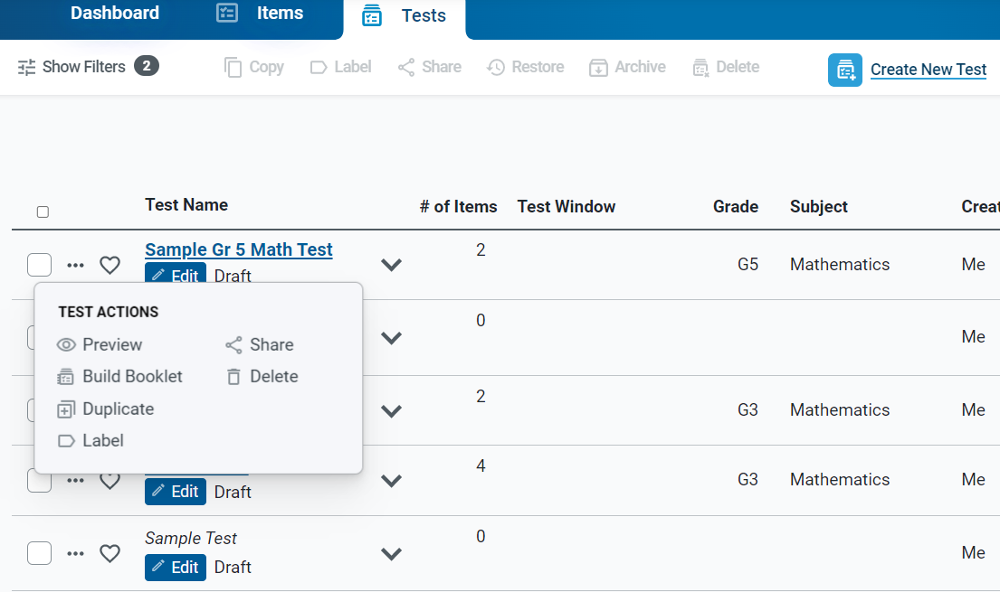 Dashboard Items Tests
Show Filters 2 Copy Label Share Restore Archive Delete Create New Test
Test Name # of Items Test Window Grade Subject Creat
Sample Gr 5 Math Test 2 G5 Mathematics Me
Edit Draft
TEST ACTIONS
Preview Share
Build Booklet Delete
Duplicate
Label
0 Me
2 G3 Mathematics Me
4 G3 Mathematics Me
Edit Draft
Sample Test 0 Me
Edit Draft